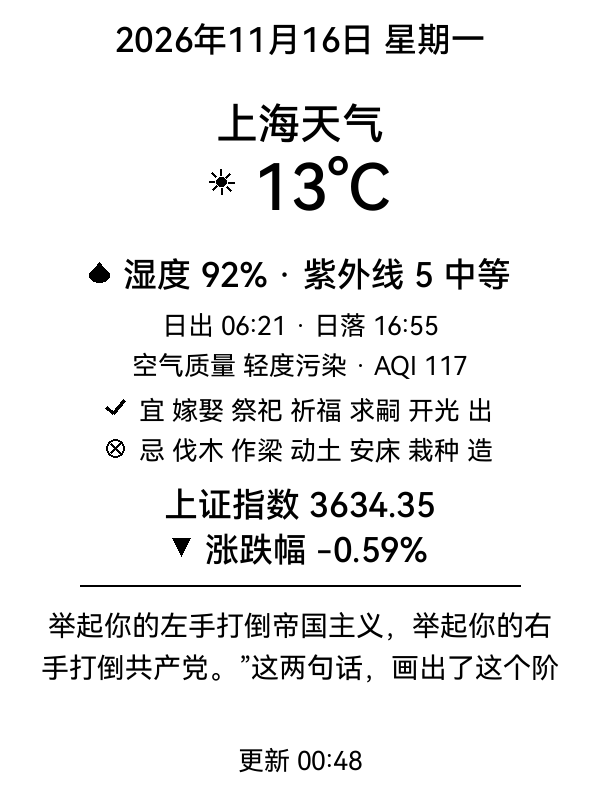 2026年11月16日 星期一
上海天气
13°C
湿度 92% · 紫外线 5 中等
日出 06:21 · 日落 16:55
空气质量 轻度污染 · AQI 117
宜 嫁娶 祭祀 祈福 求嗣 开光 出
忌 伐木 作梁 动土 安床 栽种 造
上证指数 3634.35
▼ 涨跌幅 -0.59%
举起你的左手打倒帝国主义，举起你的右
手打倒共产党。”这两句话，画出了这个阶
更新 00:48